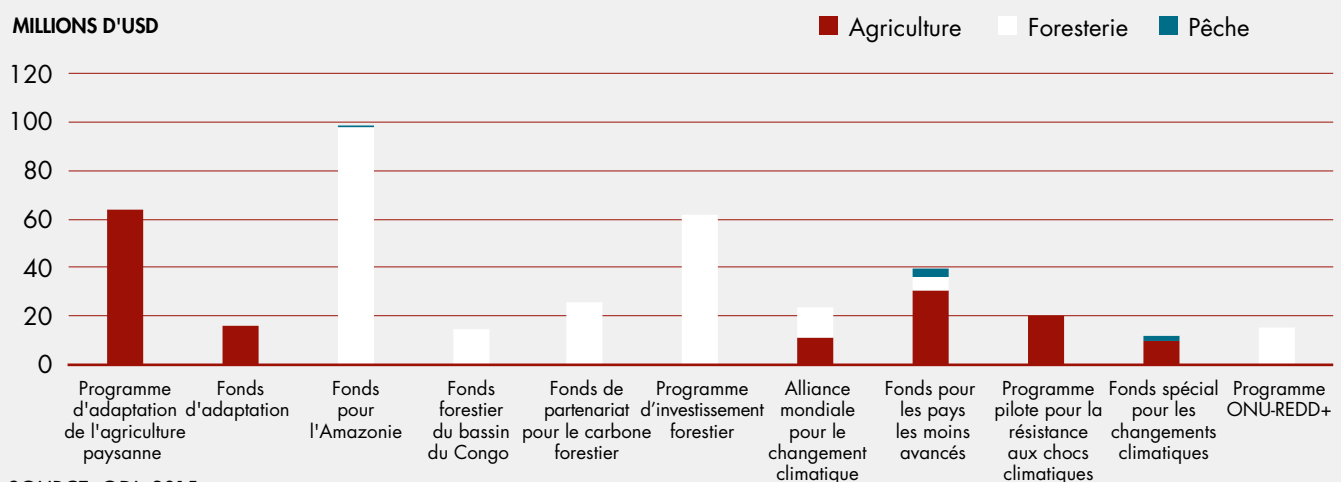 MILLIONS D'USD
Agriculture Foresterie Pêche
120
100
80
60
40
20
0
Programme
d'adaptation
de l'agriculture
paysanne
Fonds
d'adaptation
Fonds
pour
l'Amazonie
Fonds
forestier
du bassin
du Congo
Fonds de
partenariat
pour le carbone
forestier
Programme
d’investissement
forestier
Alliance
mondiale
pour le
changement
climatique
Fonds pour
les pays
les moins
avancés
Programme
pilote pour la
résistance
aux chocs
climatiques
Fonds spécial
pour les
changements
climatiques
Programme
ONU-REDD+